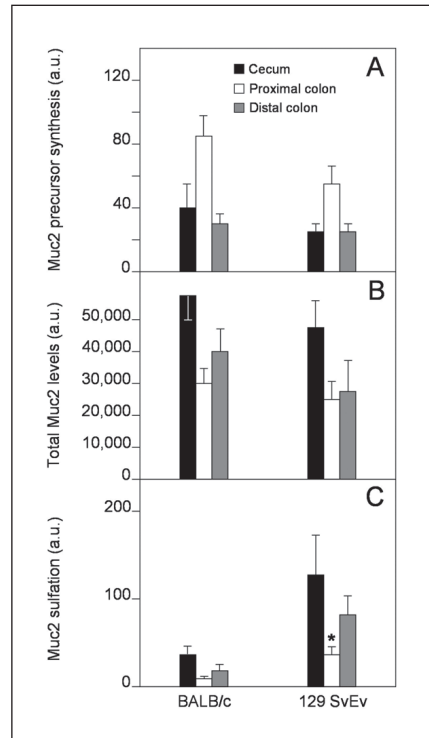 A
Cecum
Proximal colon
Distal colon
Muc2 precursor synthesis (a.u.)
120
80
40
0
B
Total Muc2 levels (a.u.)
50,000
40,000
30,000
20,000
10,000
0
C
Muc2 sulfation (a.u.)
200
100
0
*
BALB/c
129 SvEv